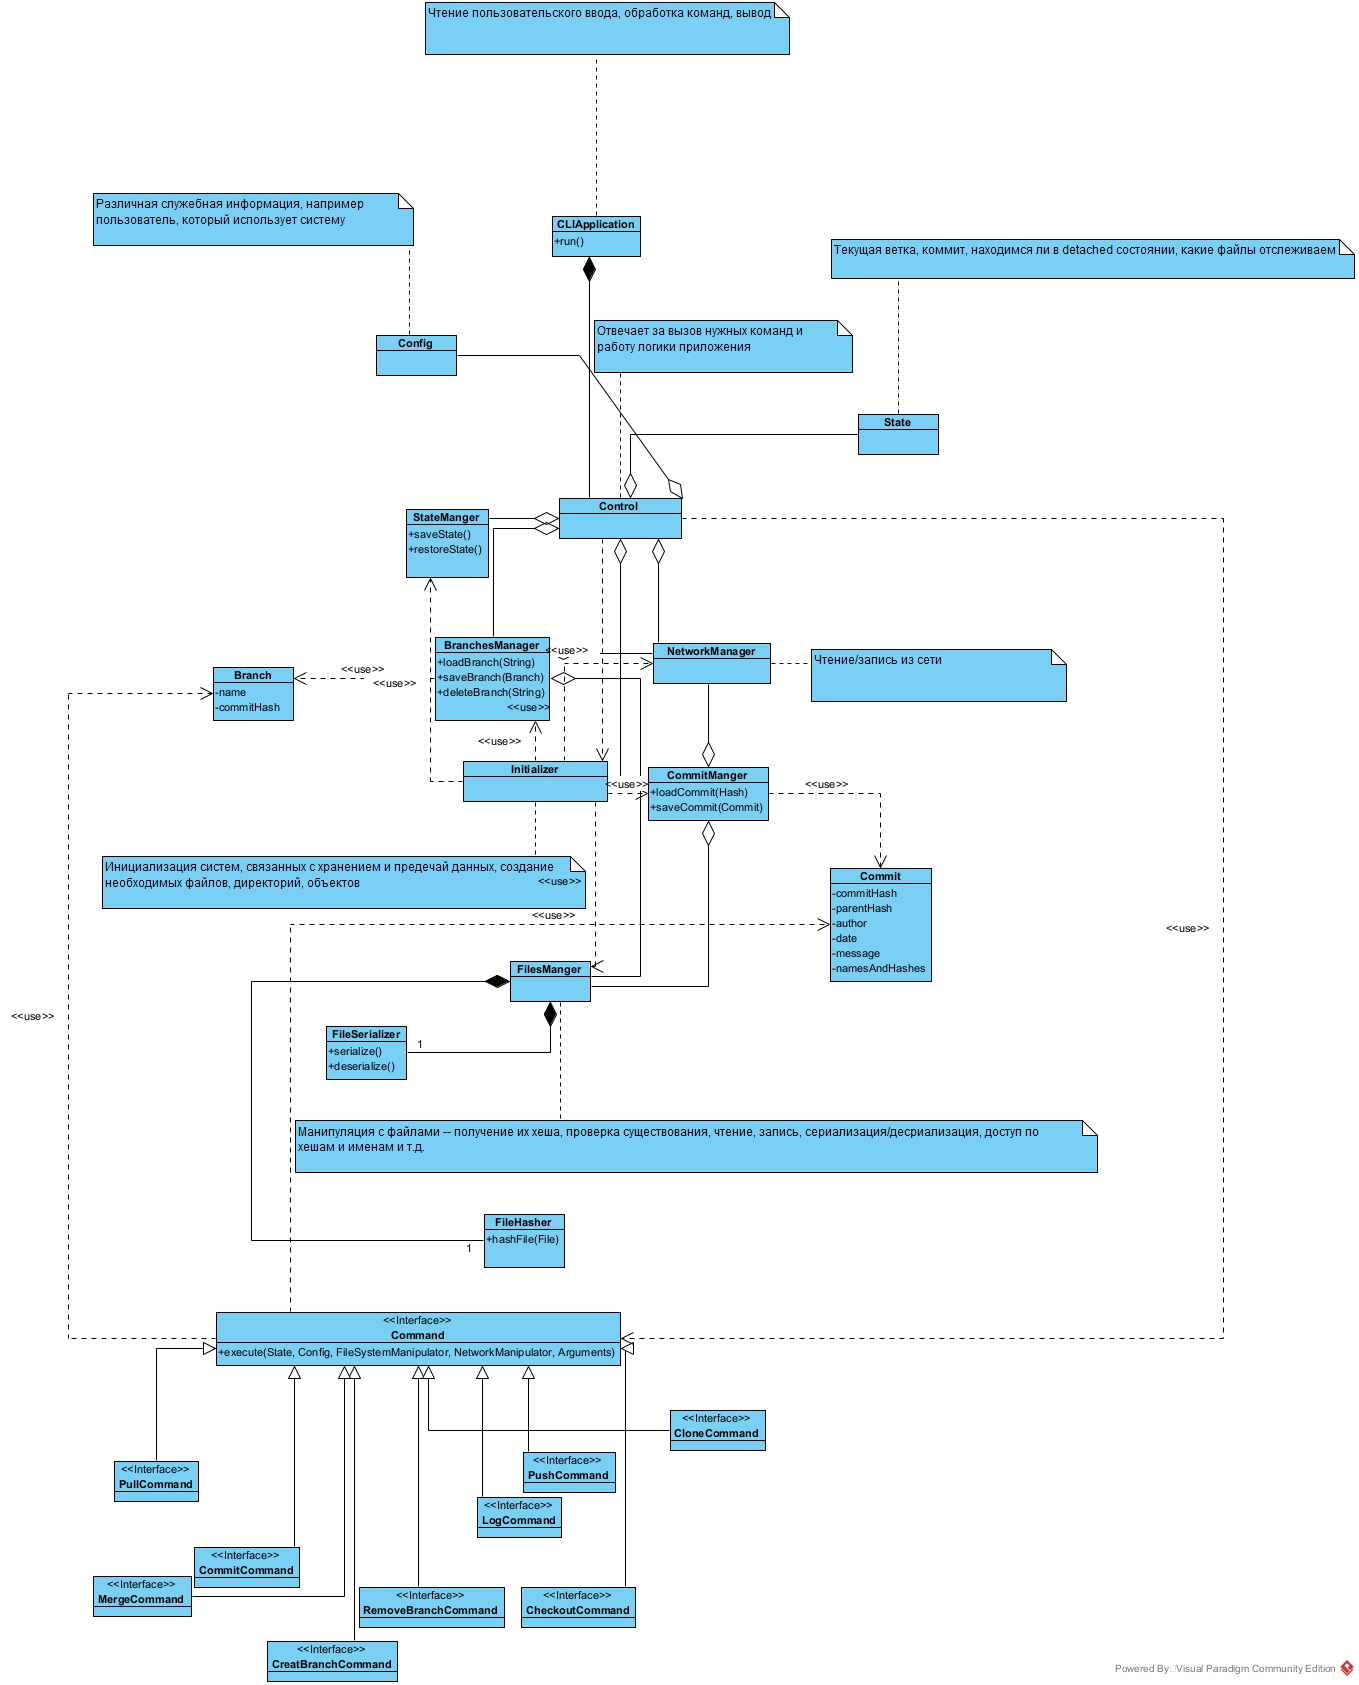 Чтение пользовательского ввода, обработка команд, вывод
Различная служебная информация, например
пользователь, который использует систему
CLIApplication
+run()
Текущая ветка, коммит, находимся ли в detached состоянии, какие файлы отслеживаем
Отвечает за вызов нужных команд и
работу логики приложения
Config
State
Control
StateManger
+saveState()
+restoreState()
BranchesManager
+loadBranch(String)
+saveBranch(Branch)
+deleteBranch(String)
<<use>>
<<use>>
NetworkManager
Чтение/запись из сети
Branch
-name
-commitHash
<<use>>
<<use>>
<<use>>
Initializer
<<use>>
CommitManger
+loadCommit(Hash)
+saveCommit(Commit)
<<use>>
Инициализация систем, связанных с хранением и предечай данных, создание
необходимых файлов, директорий, объектов
<<use>>
Commit
-commitHash
-parentHash
-author
-date
-message
-namesAndHashes
<<use>>
<<use>>
FilesManger
<<use>>
FileSerializer
+serialize()
+deserialize()
1
Манипуляция с файлами -- получение их хеша, проверка существования, чтение, запись, сериализация/десриализация, доступ по
хешам и именам и т.д.
FileHasher
+hashFile(File)
1
<<Interface>>
Command
+execute(State, Config, FileSystemManipulator, NetworkManipulator, Arguments)
<<Interface>>
CloneCommand
<<Interface>>
PushCommand
<<Interface>>
PullCommand
<<Interface>>
LogCommand
<<Interface>>
CommitCommand
<<Interface>>
MergeCommand
<<Interface>>
RemoveBranchCommand
<<Interface>>
CheckoutCommand
<<Interface>>
CreatBranchCommand
Powered By Visual Paradigm Community Edition